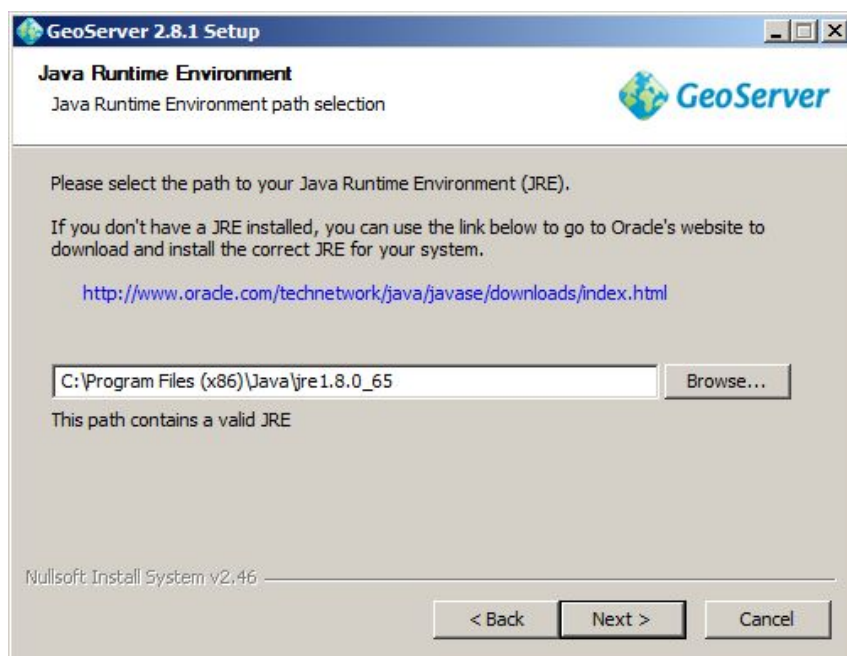 GeoServer 2.8.1 Setup
Java Runtime Environment
Java Runtime Environment path selection
GeoServer
Please select the path to your Java Runtime Environment (JRE).
If you don't have a JRE installed, you can use the link below to go to Oracle's website to
download and install the correct JRE for your system.
http://www.oracle.com/technetwork/java/javase/downloads/index.html
C:\Program Files (x86)\Java\jre1.8.0_65
Browse...
This path contains a valid JRE
Nullsoft Install System v2.46
< Back
Next >
Cancel